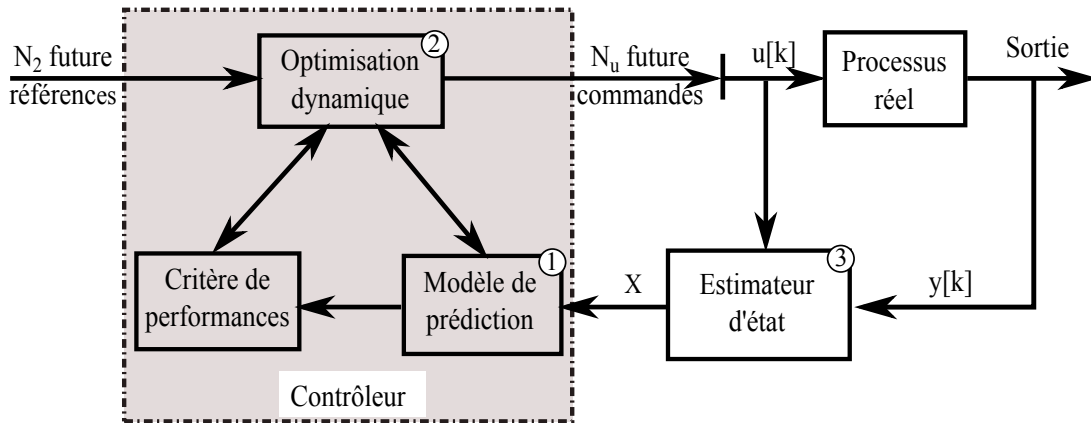 N₂ future
références
Optimisation
dynamique
2
Nᵤ future
commandés
u[k]
Processus
réel
Sortie
Critère de
performances
Modèle de
prédiction
1
X
Estimateur
d'état
3
y[k]
Contrôleur